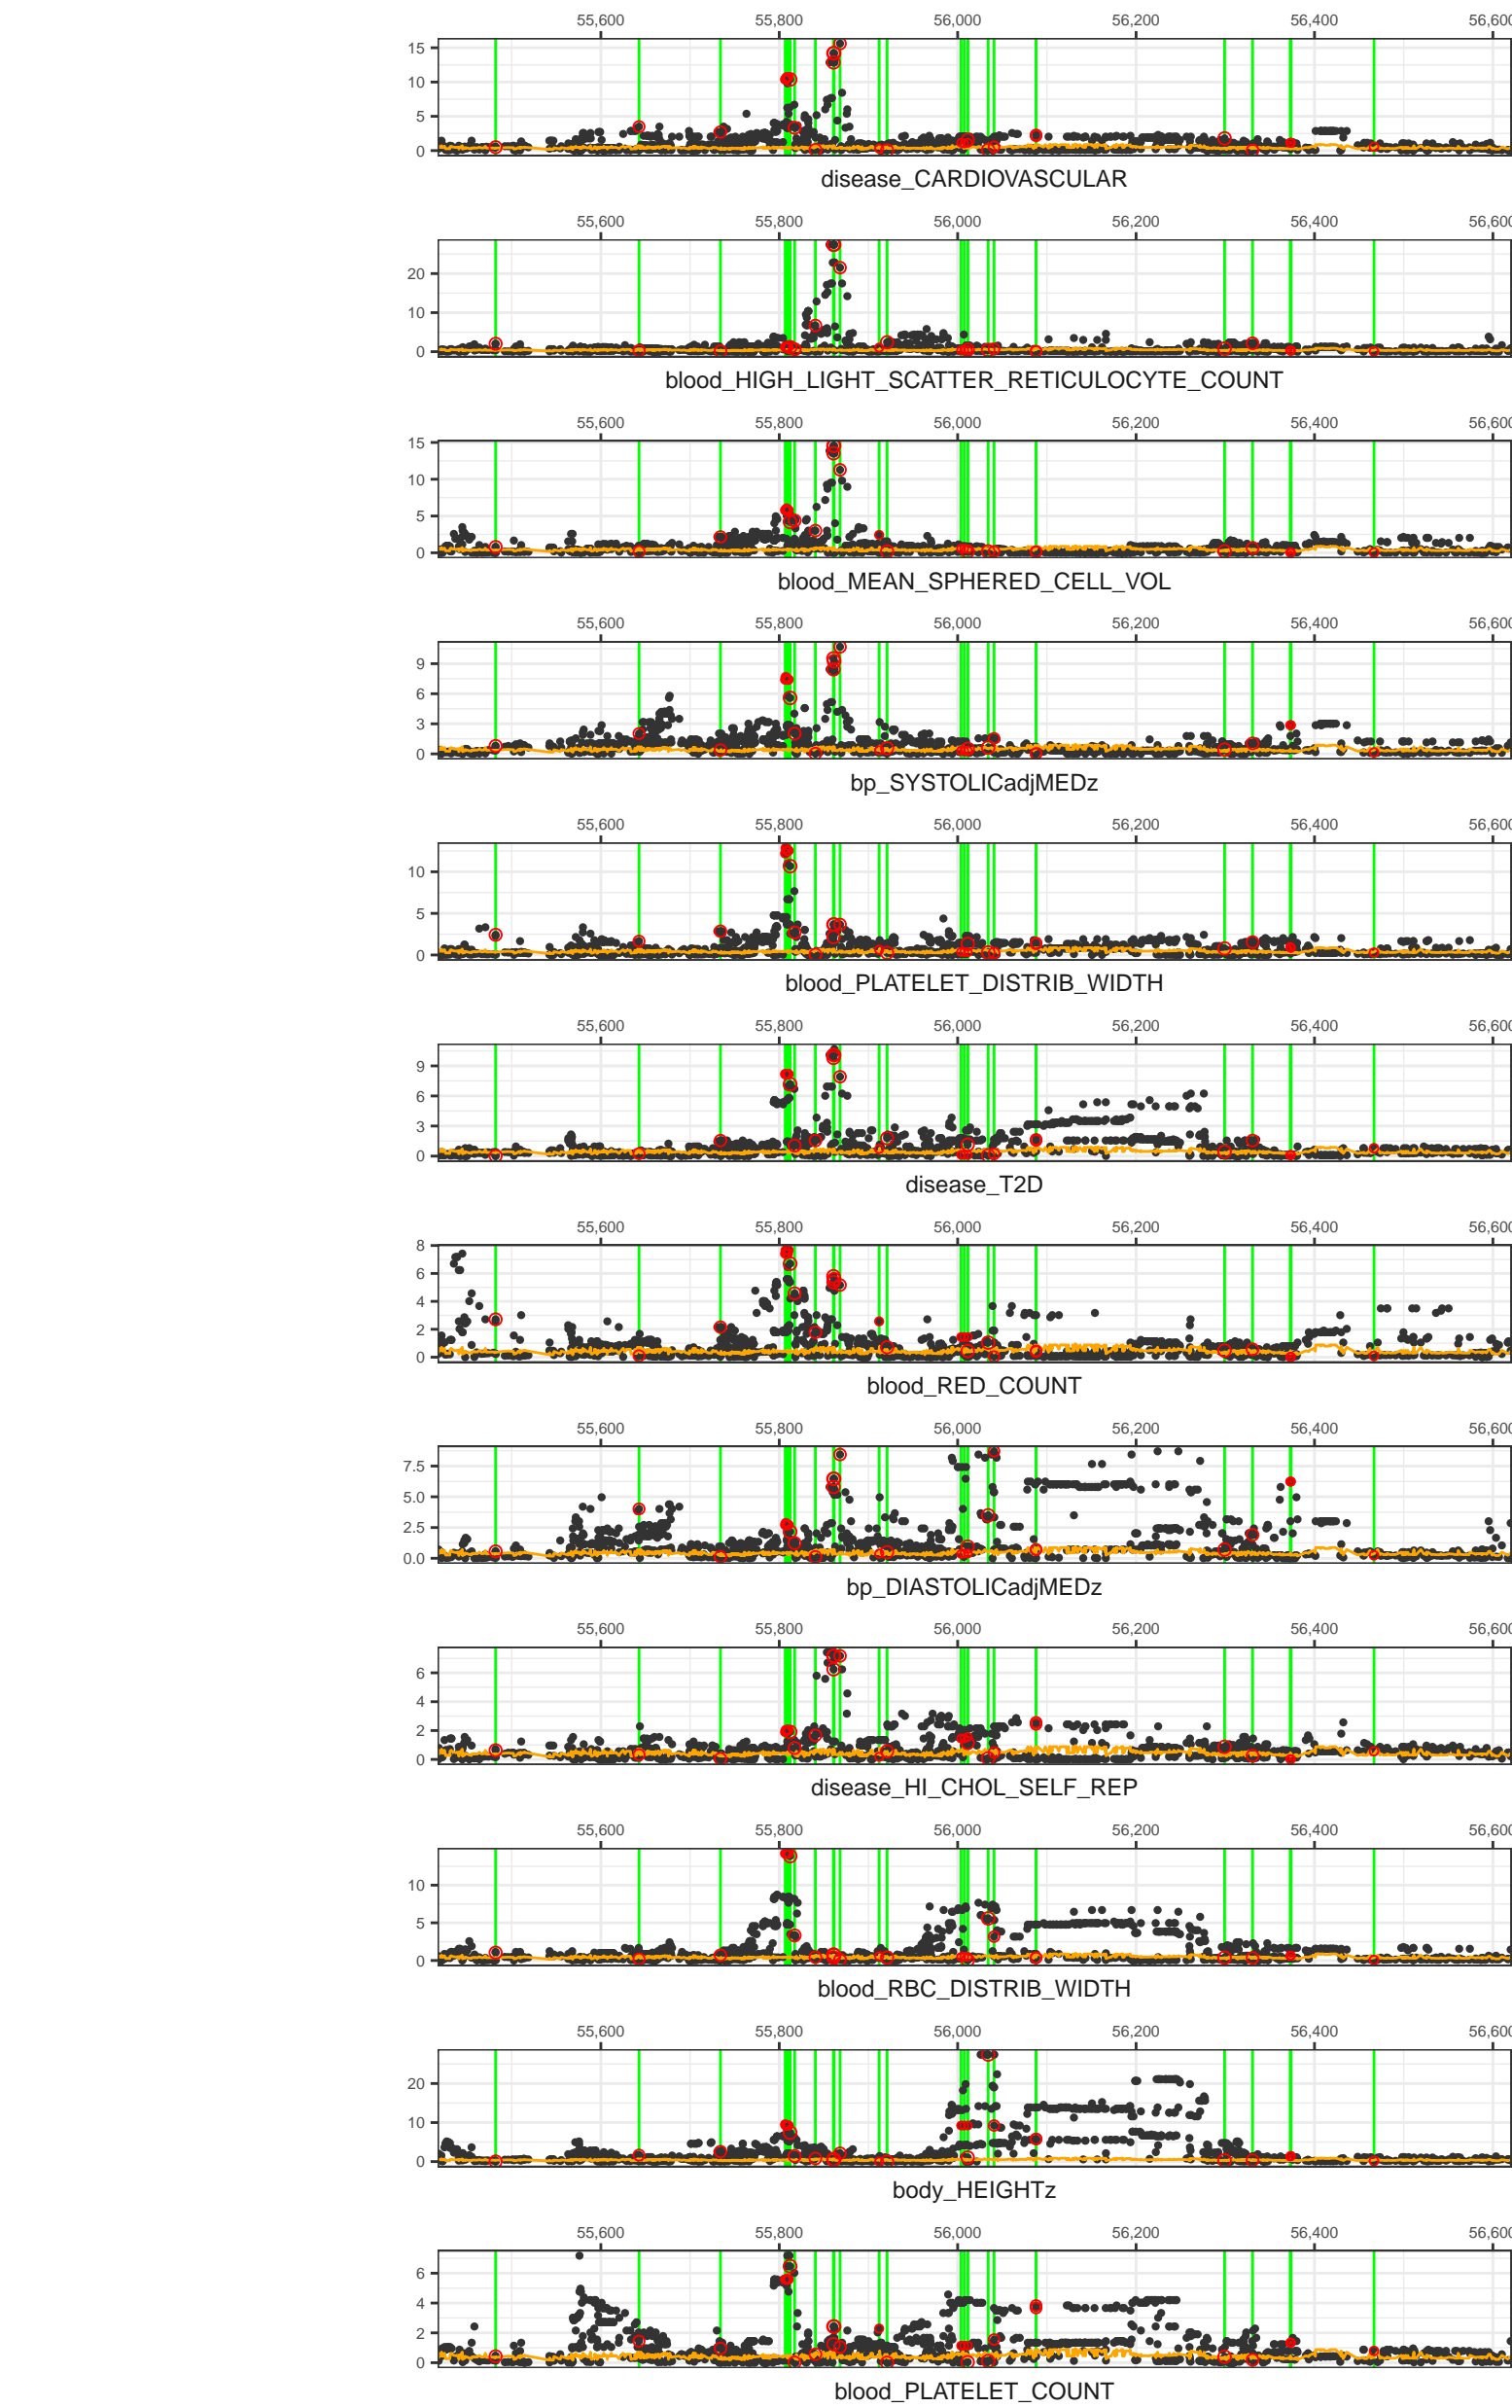 55,600 55,800 56,000 56,200 56,400 56,600
15
10
5
0
disease_CARDIOVASCULAR
55,600 55,800 56,000 56,200 56,400 56,600
20
10
0
blood_HIGH_LIGHT_SCATTER_RETICULOCYTE_COUNT
55,600 55,800 56,000 56,200 56,400 56,600
15
10
5
0
blood_MEAN_SPHERED_CELL_VOL
55,600 55,800 56,000 56,200 56,400 56,600
9
6
3
0
bp_SYSTOLICadjMEDz
55,600 55,800 56,000 56,200 56,400 56,600
10
5
0
blood_PLATELET_DISTRIB_WIDTH
55,600 55,800 56,000 56,200 56,400 56,600
9
6
3
0
disease_T2D
55,600 55,800 56,000 56,200 56,400 56,600
8
6
4
2
0
blood_RED_COUNT
55,600 55,800 56,000 56,200 56,400 56,600
7.5
5.0
2.5
0.0
bp_DIASTOLICadjMEDz
55,600 55,800 56,000 56,200 56,400 56,600
6
4
2
0
disease_HI_CHOL_SELF_REP
55,600 55,800 56,000 56,200 56,400 56,600
10
5
0
blood_RBC_DISTRIB_WIDTH
55,600 55,800 56,000 56,200 56,400 56,600
20
10
0
body_HEIGHTz
55,600 55,800 56,000 56,200 56,400 56,600
6
4
2
0
blood_PLATELET_COUNT